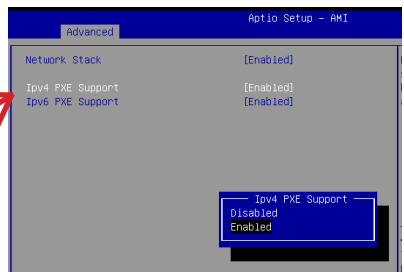 Aptio Setup – AMI
Advanced
Network Stack [Enabled]
Ipv4 PXE Support [Enabled]
Ipv6 PXE Support [Enabled]
Ipv4 PXE Support
Disabled
Enabled